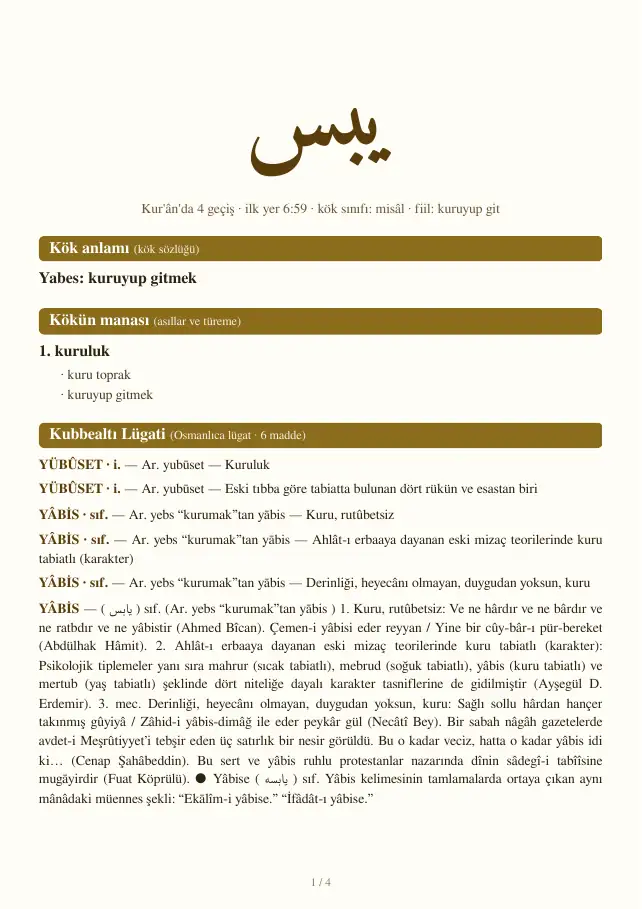 يبس
Kur'ân'da 4 geçiş · ilk yer 6:59 · kök sınıfı: misâl · fiil: kuruyup git
Kök anlamı (kök sözlüğü)
Yabes: kuruyup gitmek
Kökün manası (asıllar ve türeme)
1. kuruluk
· kuru toprak
· kuruyup gitmek
Kubbealtı Lügati (Osmanlıca lügat · 6 madde)
YÜBÛSET · i. — Ar. yubūset — Kuruluk
YÜBÛSET · i. — Ar. yubūset — Eski tıbba göre tabiatta bulunan dört rükün ve esastan biri
YÂBİS · sıf. — Ar. yebs “kurumak”tan yābis — Kuru, rutûbetsiz
YÂBİS · sıf. — Ar. yebs “kurumak”tan yābis — Ahlât-ı erbaaya dayanan eski mizaç teorilerinde kuru
tabiatlı (karakter)
YÂBİS · sıf. — Ar. yebs “kurumak”tan yābis — Derinliği, heyecânı olmayan, duygudan yoksun, kuru
YÂBİS — ( يابس ) sıf. (Ar. yebs “kurumak”tan yābis ) 1. Kuru, rutûbetsiz: Ve ne hârdır ve ne bârdır ve
ne ratbdır ve ne yâbistir (Ahmed Bîcan). Çemen-i yâbisi eder reyyan / Yine bir cûy-bâr-ı pür-bereket
(Abdülhak Hâmit). 2. Ahlât-ı erbaaya dayanan eski mizaç teorilerinde kuru tabiatlı (karakter):
Psikolojik tiplemeler yanı sıra mahrur (sıcak tabiatlı), mebrud (soğuk tabiatlı), yâbis (kuru tabiatlı) ve
mertub (yaş tabiatlı) şeklinde dört niteliğe dayalı karakter tasniflerine de gidilmiştir (Ayşegül D.
Erdemir). 3. mec. Derinliği, heyecânı olmayan, duygudan yoksun, kuru: Sağlı sollu hârdan hançer
takınmış gûyiyâ / Zâhid-i yâbis-dimâğ ile eder peykâr gül (Necâtî Bey). Bir sabah nâgâh gazetelerde
avdet-i Meşrûtiyyet’i tebşir eden üç satırlık bir nesir görüldü. Bu o kadar veciz, hatta o kadar yâbis idi
ki… (Cenap Şahâbeddin). Bu sert ve yâbis ruhlu protestanlar nazarında dînin sâdegî-i tabîîsine
mugāyirdir (Fuat Köprülü). ● Yâbise ( يابسه ) sıf. Yâbis kelimesinin tamlamalarda ortaya çıkan aynı
mânâdaki müennes şekli: “Ekālîm-i yâbise.” “İfâdât-ı yâbise.”
1 / 4